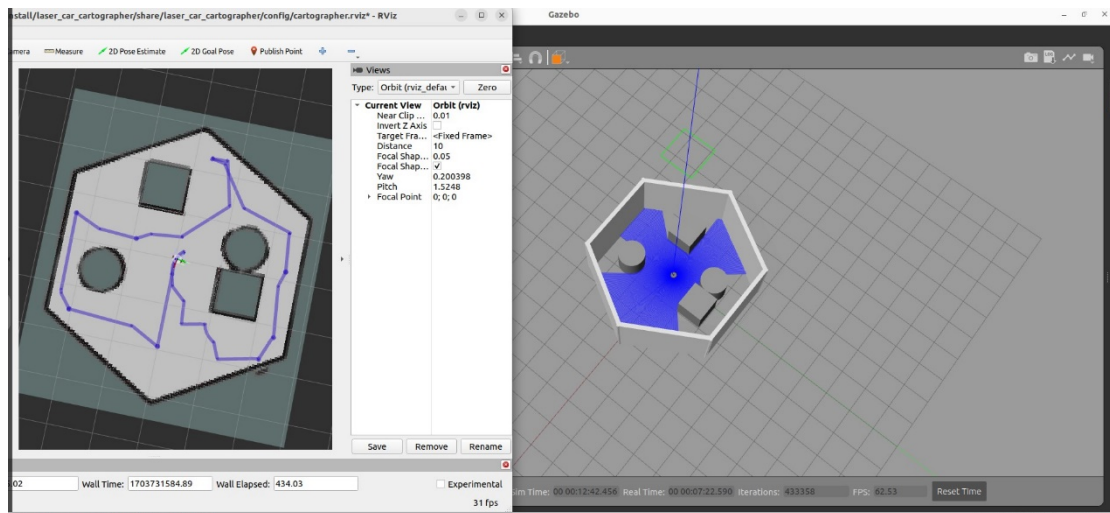 nstall/laser_car_cartographer/share/laser_car_cartographer/config/cartographer.rviz* - RViz
Gazebo
amera Measure 2D Pose Estimate 2D Goal Pose Publish Point
Views
Type: Orbit (rviz_defau Zero
Current View Orbit (rviz)
Near Clip ... 0.01
Invert Z Axis
Target Fra... <Fixed Frame>
Distance 10
Focal Shap... 0.05
Focal Shap... ✓
Yaw 0.200398
Pitch 1.5248
Focal Point 0; 0; 0
Save Remove Rename
.02 Wall Time: 1703731584.89 Wall Elapsed: 434.03 Experimental
31 fps
Sim Time: 00 00:12:42.456 Real Time: 00 00:07:22.590 Iterations: 433358 FPS: 62.53 Reset Time